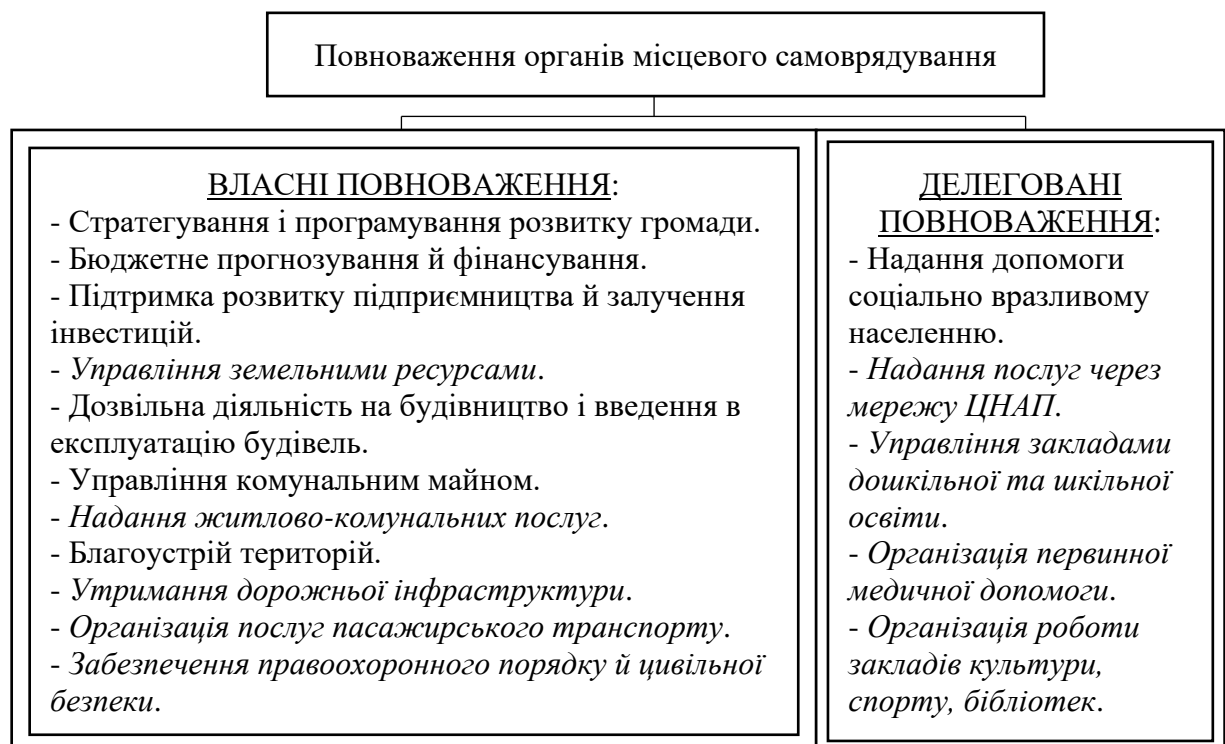 Повноваження органів місцевого самоврядування
ВЛАСНІ ПОВНОВАЖЕННЯ:
- Стратегування і програмування розвитку громади.
- Бюджетне прогнозування й фінансування.
- Підтримка розвитку підприємництва й залучення
інвестицій.
- Управління земельними ресурсами.
- Дозвільна діяльність на будівництво і введення в
експлуатацію будівель.
- Управління комунальним майном.
- Надання житлово-комунальних послуг.
- Благоустрій територій.
- Утримання дорожньої інфраструктури.
- Організація послуг пасажирського транспорту.
- Забезпечення правоохоронного порядку й цивільної
безпеки.
ДЕЛЕГОВАНІ
ПОВНОВАЖЕННЯ:
- Надання допомоги
соціально вразливому
населенню.
- Надання послуг через
мережу ЦНАП.
- Управління закладами
дошкільної та шкільної
освіти.
- Організація первинної
медичної допомоги.
- Організація роботи
закладів культури,
спорту, бібліотек.